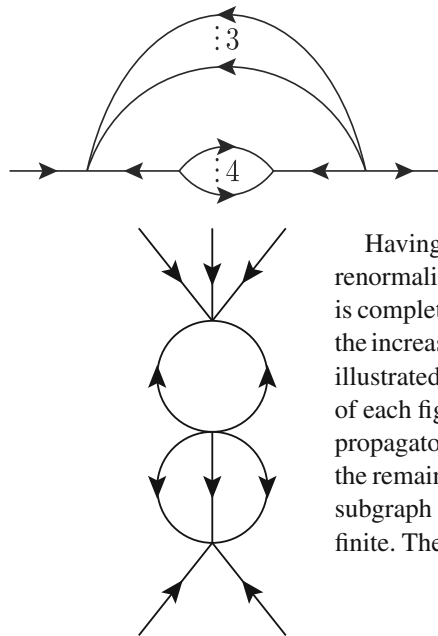 ⋮3
⋮4
Having
renormali
is complet
the increas
illustrated
of each fig
propagato
the remain
subgraph
finite. The